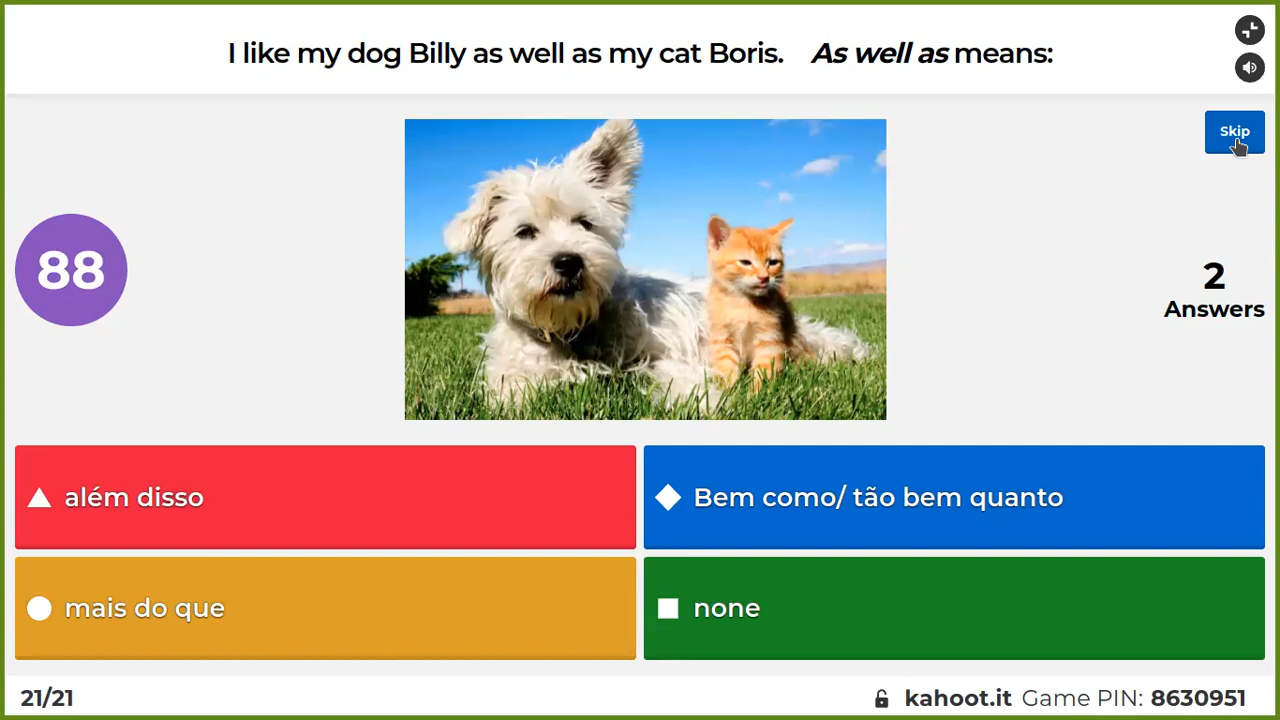 I like my dog Billy as well as my cat Boris. As well as means:
Skip
88
2
Answers
além disso
Bem como/ tão bem quanto
mais do que
none
21/21
kahoot.it Game PIN: 8630951